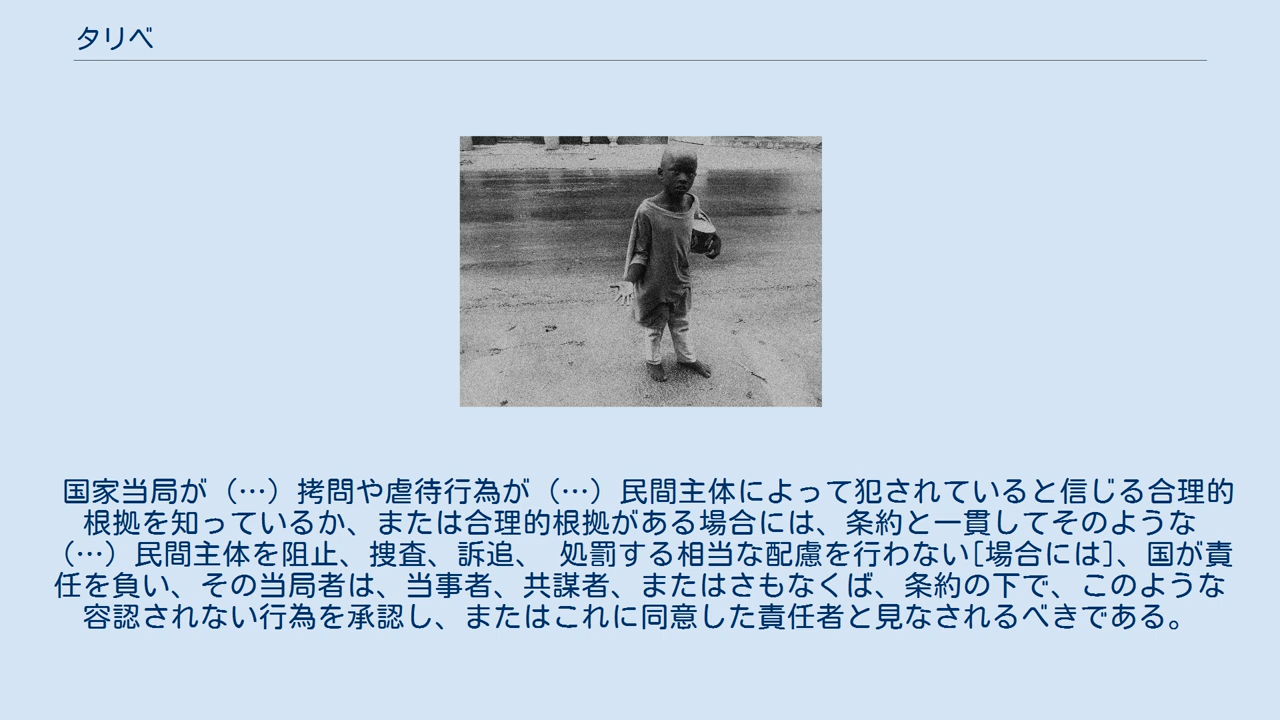 タリベ
国家当局が（…）拷問や虐待行為が（…）民間主体によって犯されていると信じる合理的
根拠を知っているか、または合理的根拠がある場合には、条約と一貫してそのような
（…）民間主体を阻止、捜査、訴追、 処罰する相当な配慮を行わない[場合には]、国が責
任を負い、その当局者は、当事者、共謀者、またはさもなくば、条約の下で、このような
容認されない行為を承認し、またはこれに同意した責任者と見なされるべきである。